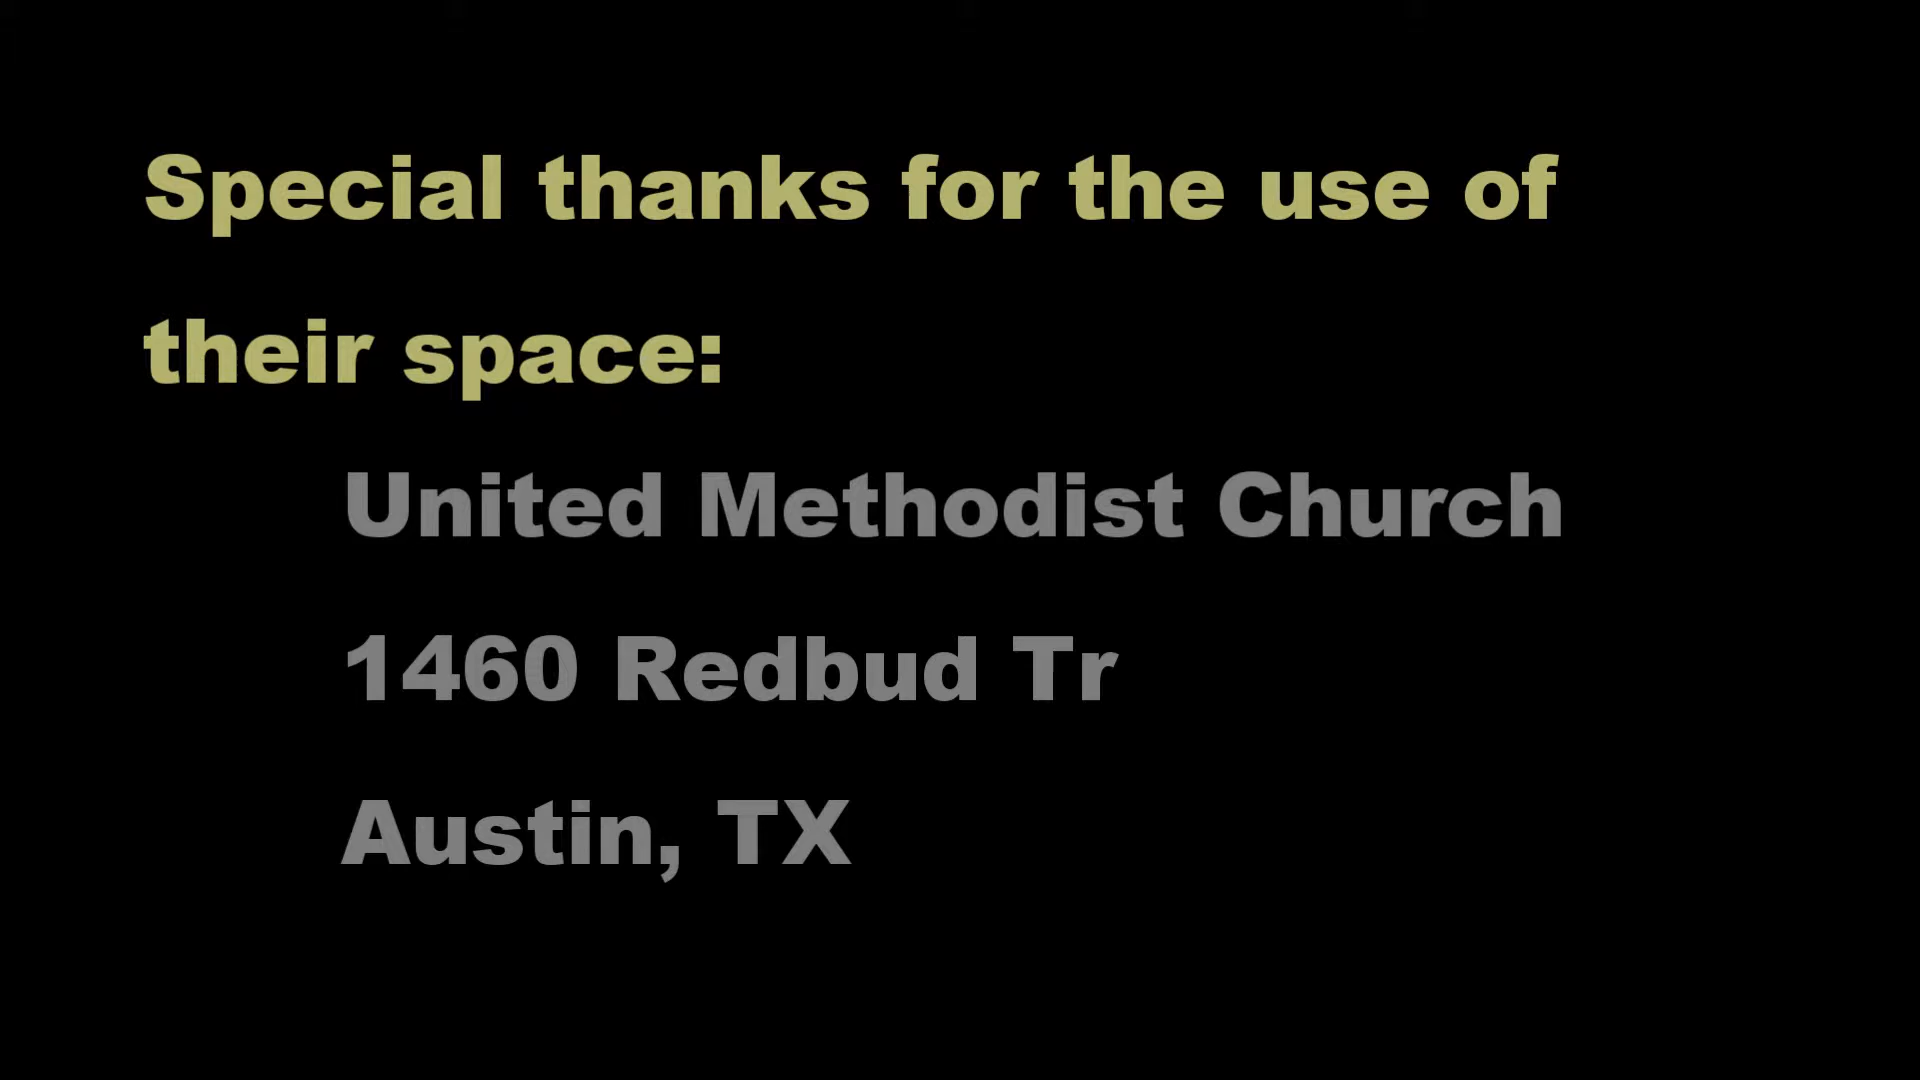 Special thanks for the use of
their space:
United Methodist Church
1460 Redbud Tr
Austin, TX